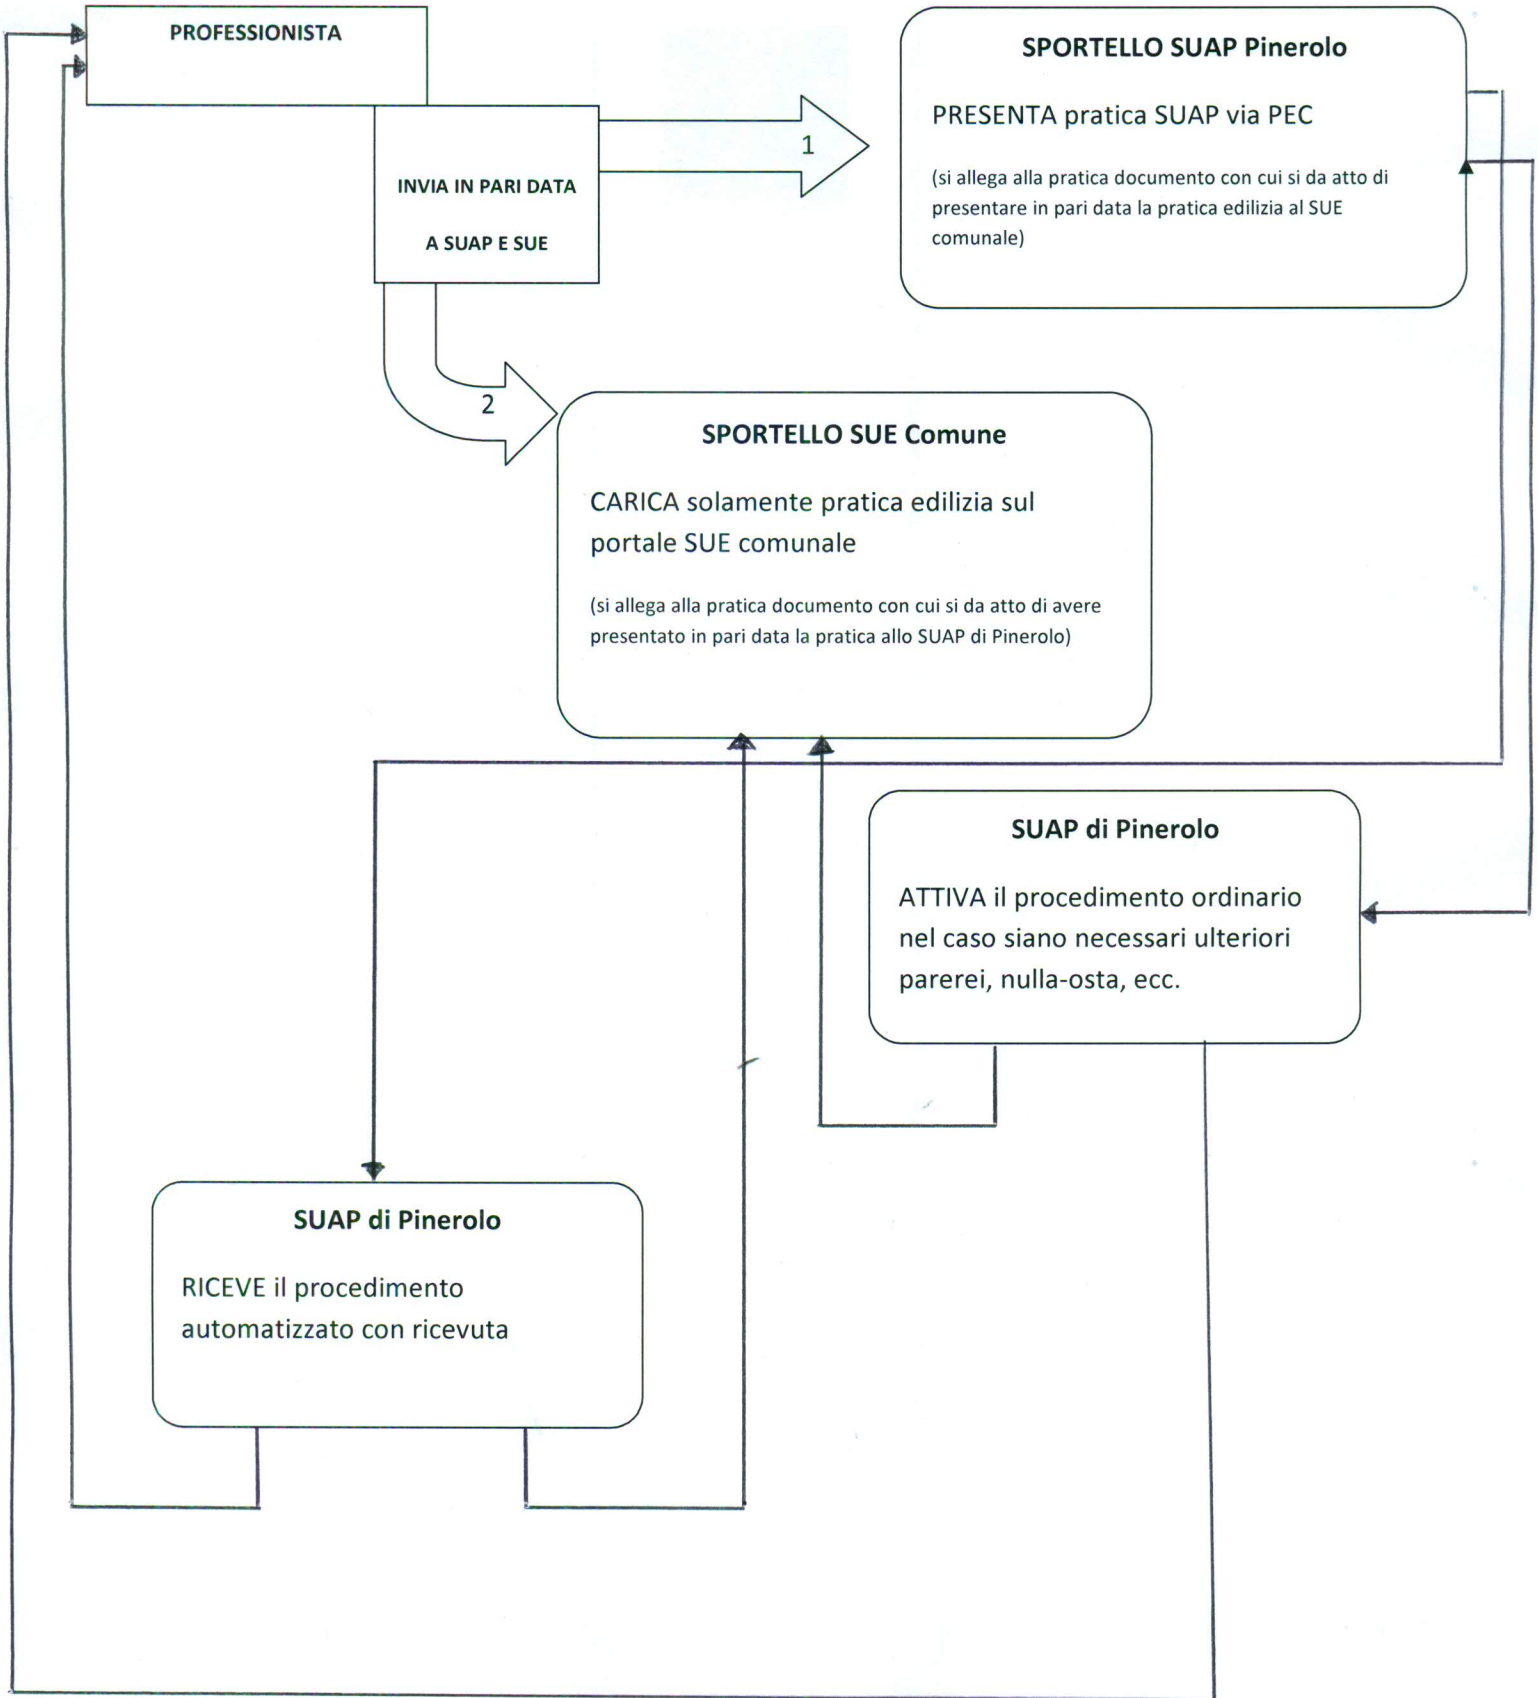 PROFESSIONISTA
INVIA IN PARI DATA
A SUAP E SUE
1
SPORTELLO SUAP Pinerolo
PRESENTA pratica SUAP via PEC
(si allega alla pratica documento con cui si da atto di
presentare in pari data la pratica edilizia al SUE
comunale)
2
SPORTELLO SUE Comune
CARICA solamente pratica edilizia sul
portale SUE comunale
(si allega alla pratica documento con cui si da atto di avere
presentato in pari data la pratica allo SUAP di Pinerolo)
SUAP di Pinerolo
ATTIVA il procedimento ordinario
nel caso siano necessari ulteriori
parerei, nulla-osta, ecc.
SUAP di Pinerolo
RICEVE il procedimento
automatizzato con ricevuta